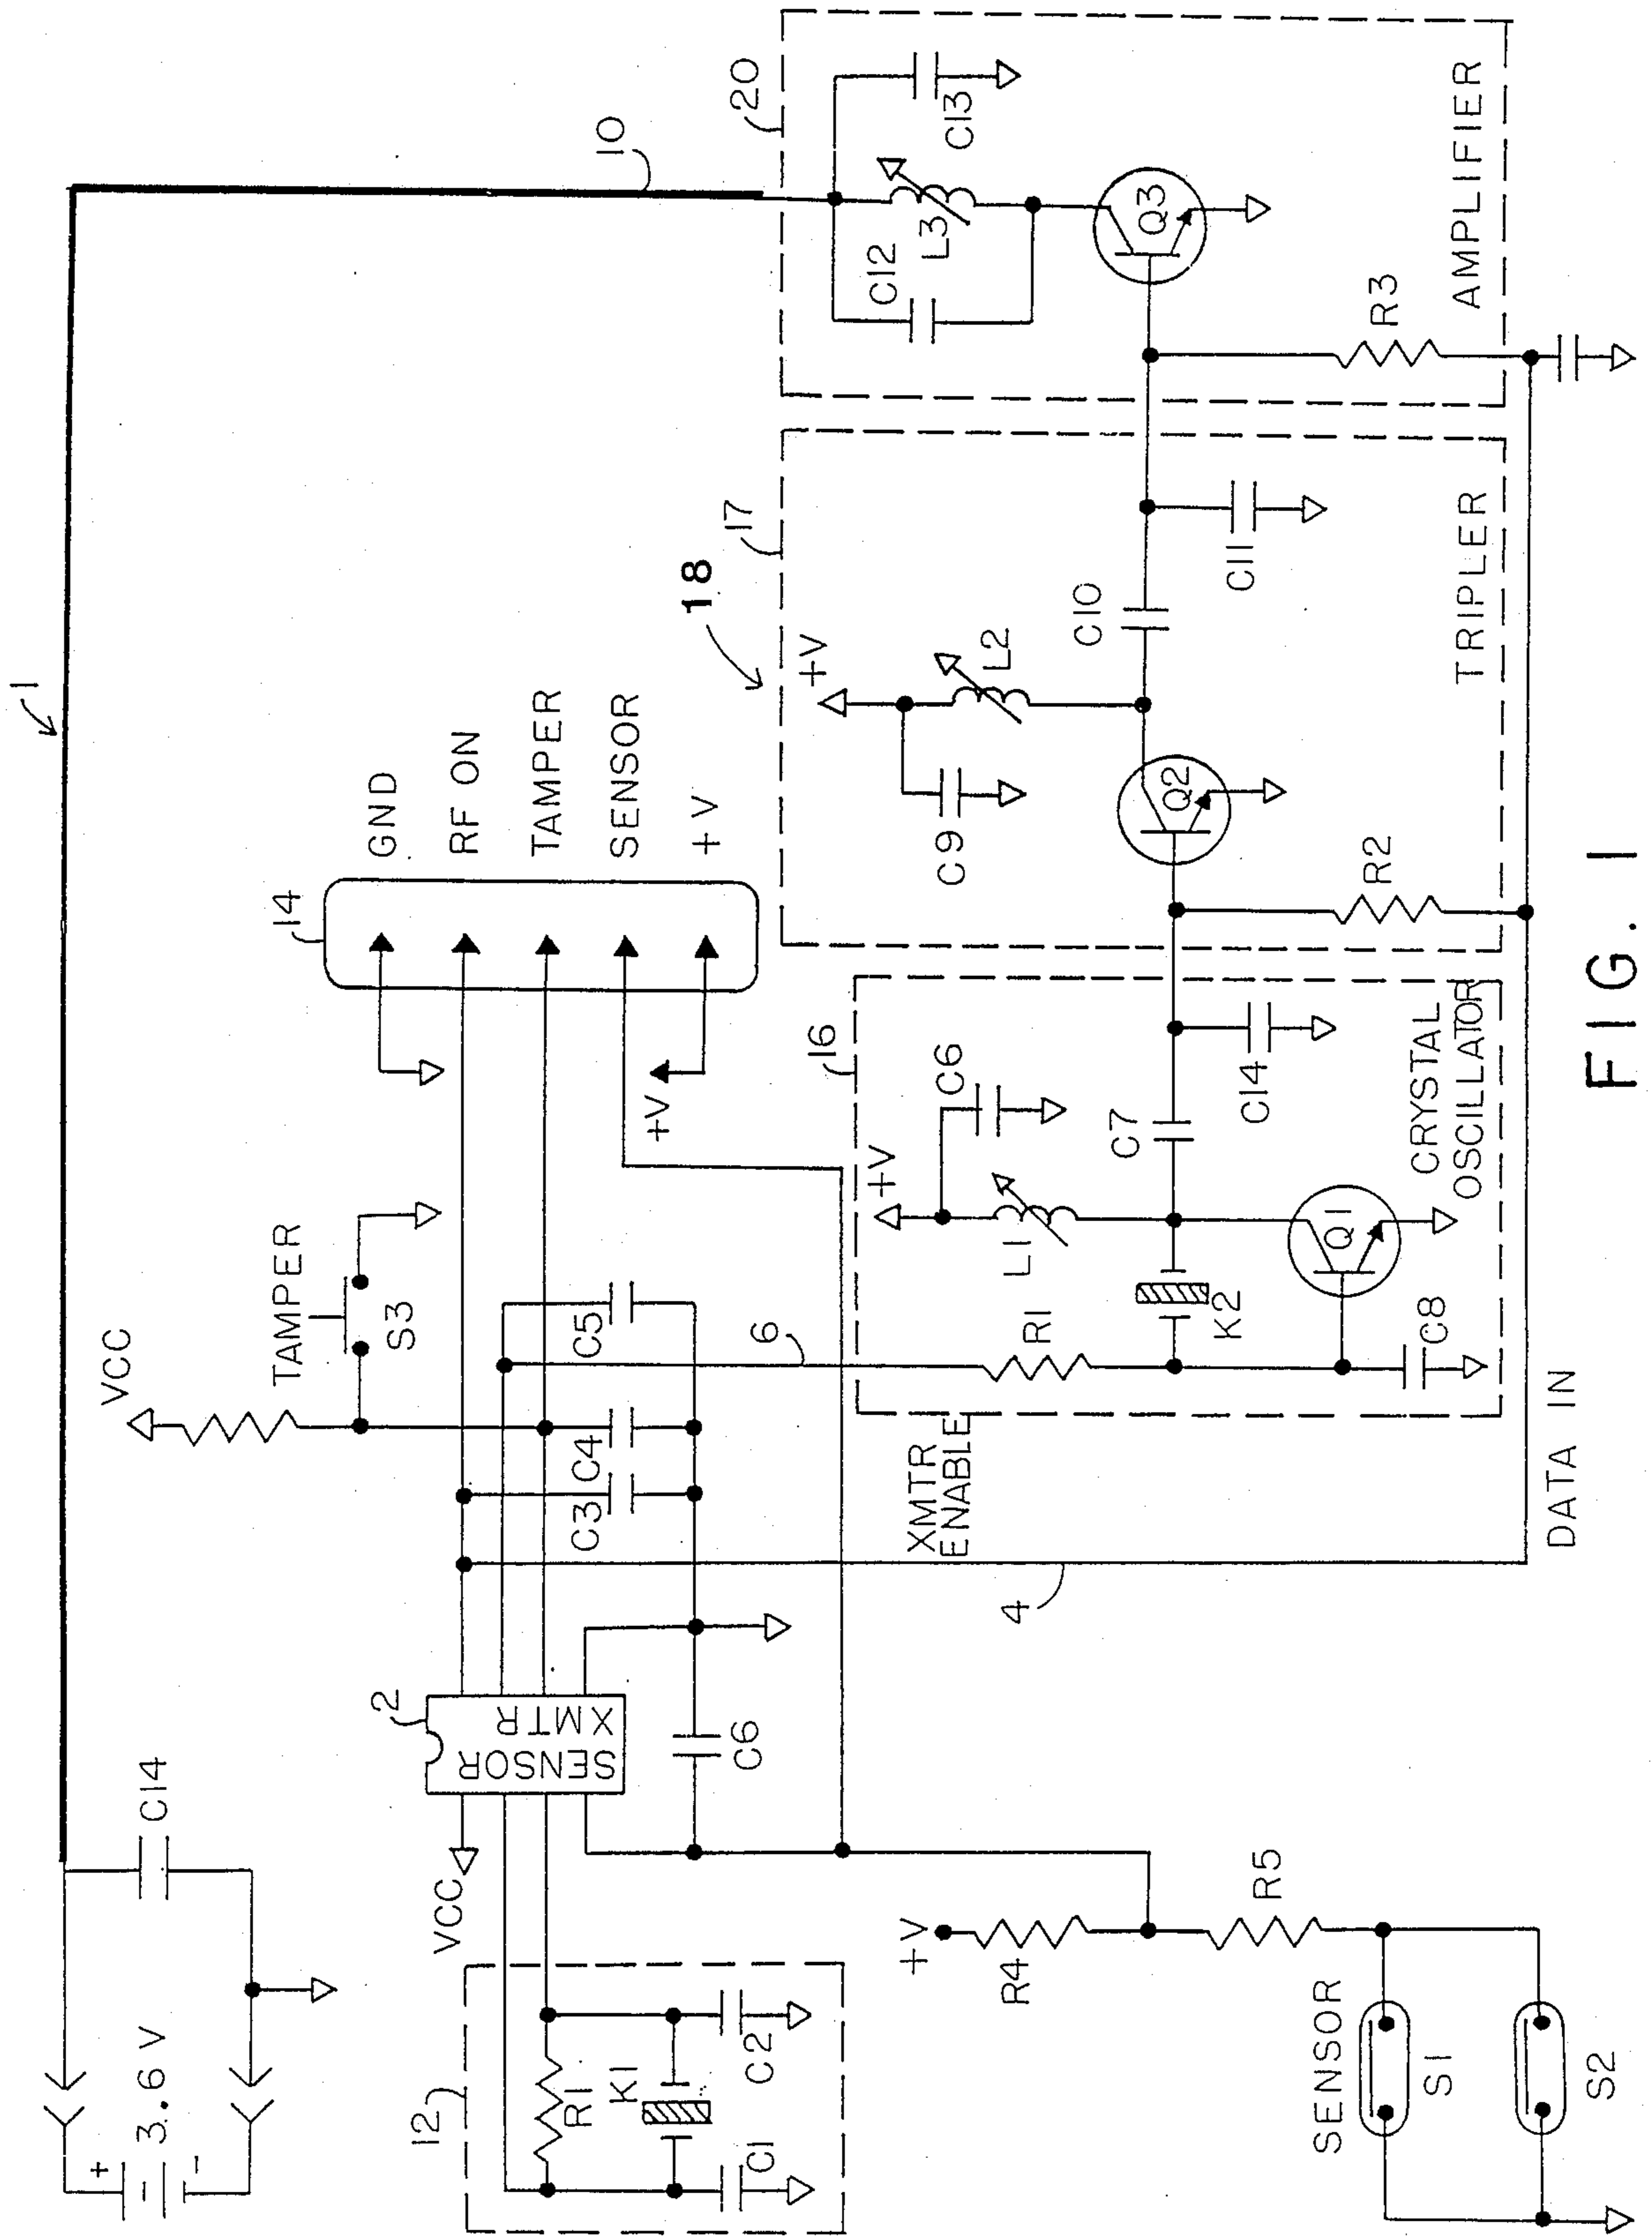 1
10
+
3.6 V
-
C14
VCC
TAMPER
S3
14
GND
RF ON
TAMPER
SENSOR
+V
+V
2
SENSOR
XMTR
VCC
C3
C4
C5
C6
12
R1
K1
C1
C2
6
4
XMTR
ENABLE
DATA IN
+V
R4
R5
SENSOR
S1
S2
16
+V
C6
L1
R1
K2
C7
C14
Q1
C8
CRYSTAL
OSCILLATOR
18
17
+V
C9
L2
C10
C11
Q2
R2
TRIPLER
20
C12
L3
C13
Q3
R3
AMPLIFIER
FIG. 1